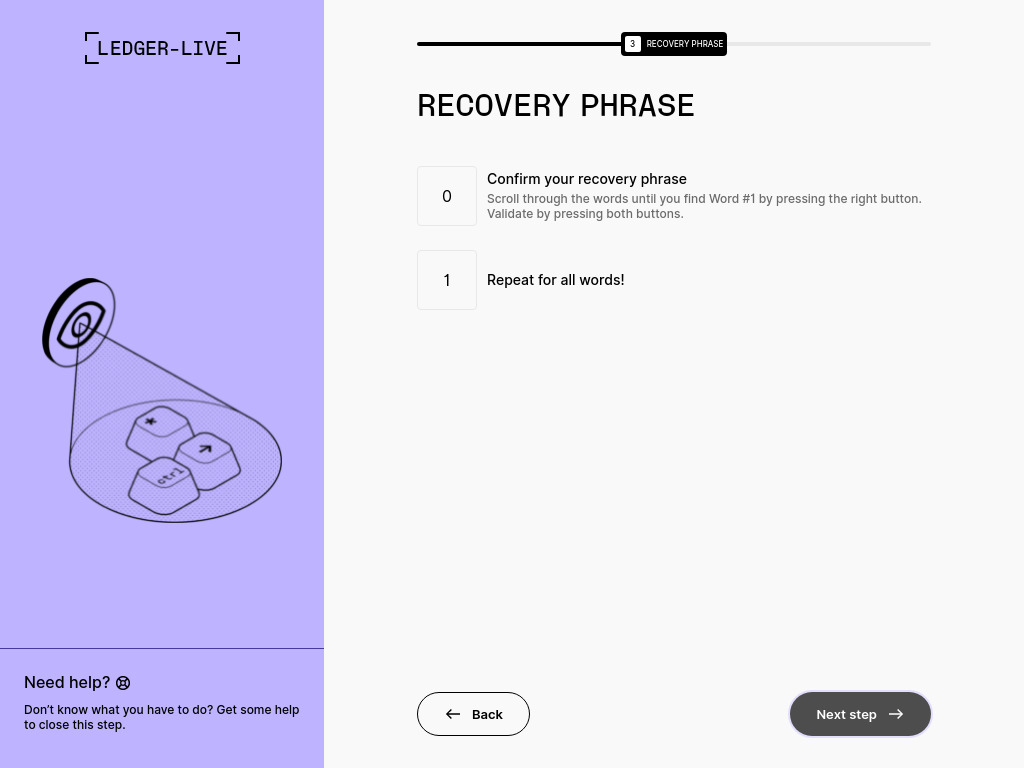 LEDGER-LIVE
3 RECOVERY PHRASE
RECOVERY PHRASE
0
Confirm your recovery phrase
Scroll through the words until you find Word #1 by pressing the right button.
Validate by pressing both buttons.
1
Repeat for all words!
*
ctrl
Need help?
Don’t know what you have to do? Get some help
to close this step.
Back
Next step